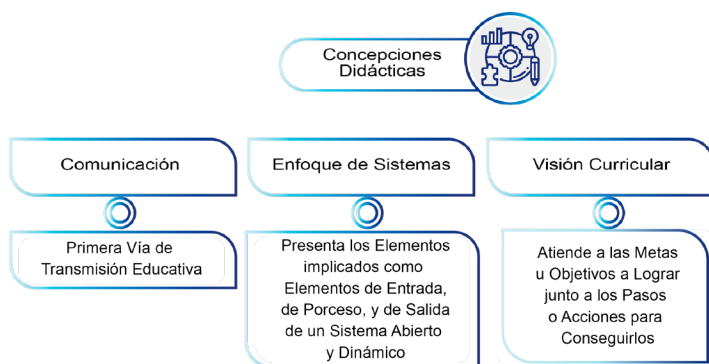 Concepciones
Didácticas
Comunicación
Enfoque de Sistemas
Visión Curricular
Primera Vía de
Transmisión Educativa
Presenta los Elementos
implicados como
Elementos de Entrada,
de Porceso, y de Salida
de un Sistema Abierto
y Dinámico
Atiende a las Metas
u Objetivos a Lograr
junto a los Pasos
o Acciones para
Conseguirlos